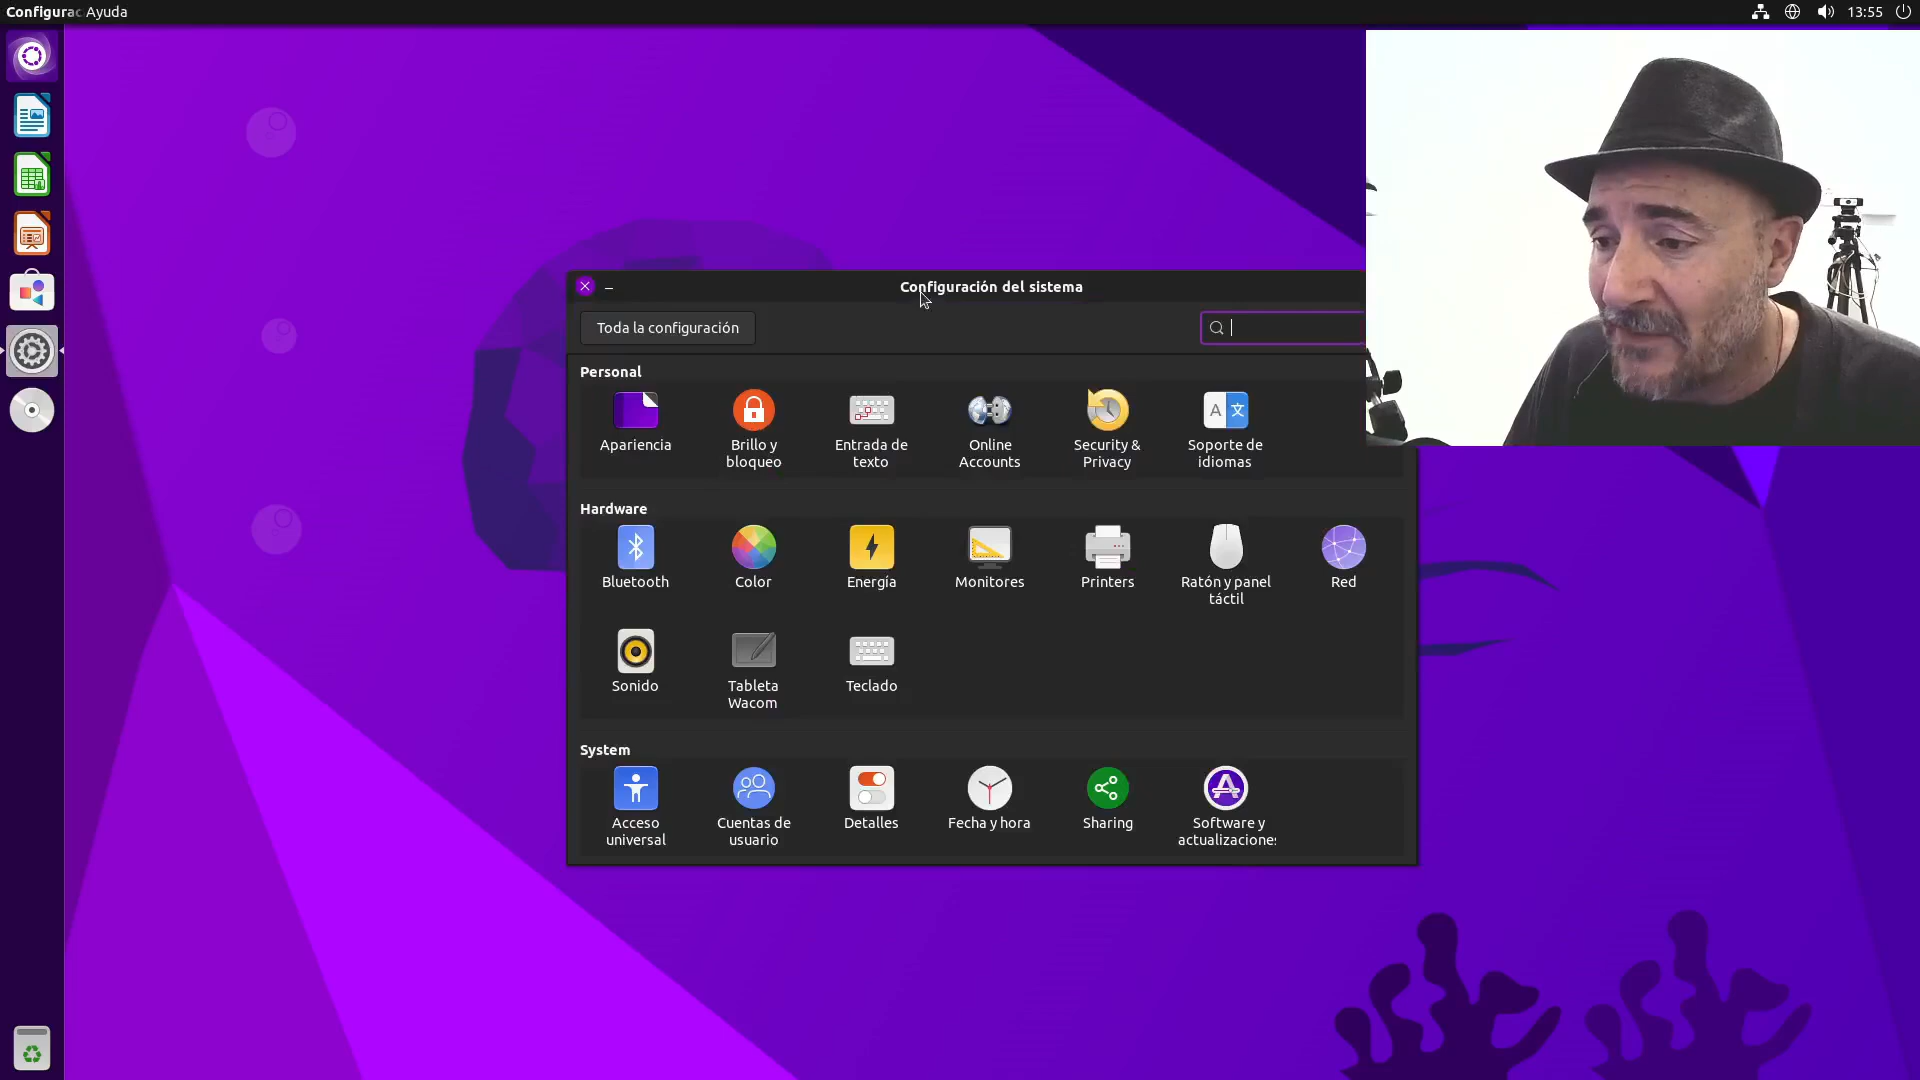 Configurac Ayuda
13:55
Configuración del sistema
Toda la configuración
Personal
Apariencia
Brillo y
bloqueo
Entrada de
texto
Online
Accounts
Security &
Privacy
Soporte de
idiomas
Hardware
Bluetooth
Color
Energía
Monitores
Printers
Ratón y panel
táctil
Red
Sonido
Tableta
Wacom
Teclado
System
Acceso
universal
Cuentas de
usuario
Detalles
Fecha y hora
Sharing
Software y
actualizaciones